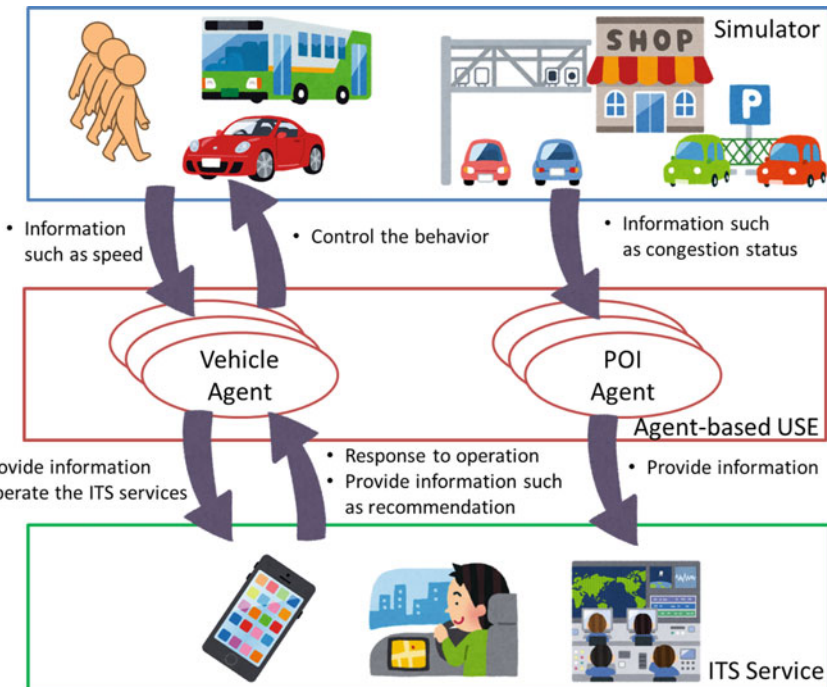 Simulator
SHOP
P
• Information
such as speed
• Control the behavior
• Information such
as congestion status
Vehicle
Agent
POI
Agent
Agent-based USE
ovide information
perate the ITS services
• Response to operation
• Provide information such
as recommendation
• Provide information
ITS Service